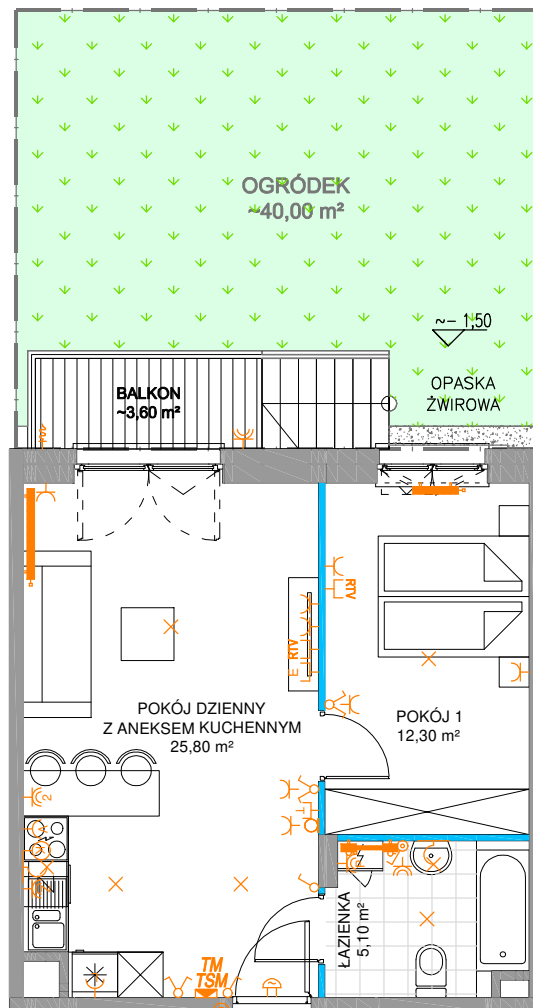 OGRÓDEK
~40,00 m²
~- 1,50
OPASKA
ŻWIROWA
BALKON
~3,60 m²
RTV
RTV
POKÓJ DZIENNY
Z ANEKSEM KUCHENNYM
25,80 m²
POKÓJ 1
12,30 m²
2
ŁAZIENKA
5,10 m²
TM
TSM